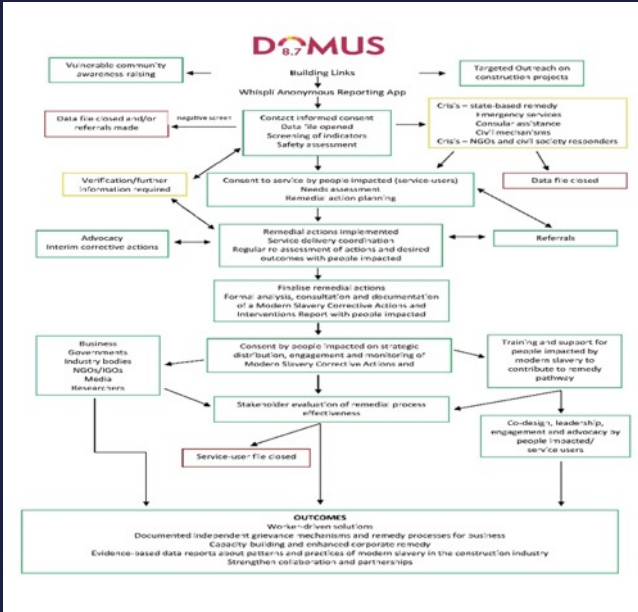 DOMUS
8.7
Vulnerable community
awareness raising
Building Links
Targeted Outreach on
construction projects
Whispli Anonymous Reporting App
Data file closed and/or
referrals made
negative screen
Contact informed consent
Data file opened
Screening of indicators
Safety assessment
Crisis – state-based remedy
Emergency services
Consular assistance
Civil mechanisms
Crisis – NGOs and civil society responders
Verification/further
information required
Consent to service by people impacted (service-users)
Needs assessment
Remedial action planning
Data file closed
Advocacy
Interim corrective actions
Remedial actions implemented
Service delivery coordination
Regular re-assessment of actions and desired
outcomes with people impacted
Referrals
Finalise remedial actions
Formal analysis, consultation and documentation
of a Modern Slavery Corrective Actions and
Interventions Report with people impacted
Business
Governments
Industry bodies
NGOs/IGOs
Media
Researchers
Consent by people impacted on strategic
distribution, engagement and monitoring of
Modern Slavery Corrective Actions and
Training and support for
people impacted by
modern slavery to
contribute to remedy
pathway
Stakeholder evaluation of remedial process
effectiveness
Service-user file closed
Co-design, leadership,
engagement and advocacy by
people impacted/
service users
OUTCOMES
Worker-driven solutions
Documented independent grievance mechanisms and remedy processes for business
Capacity building and enhanced corporate remedy
Evidence-based data reports about patterns and practices of modern slavery in the construction industry
Strengthen collaboration and partnerships